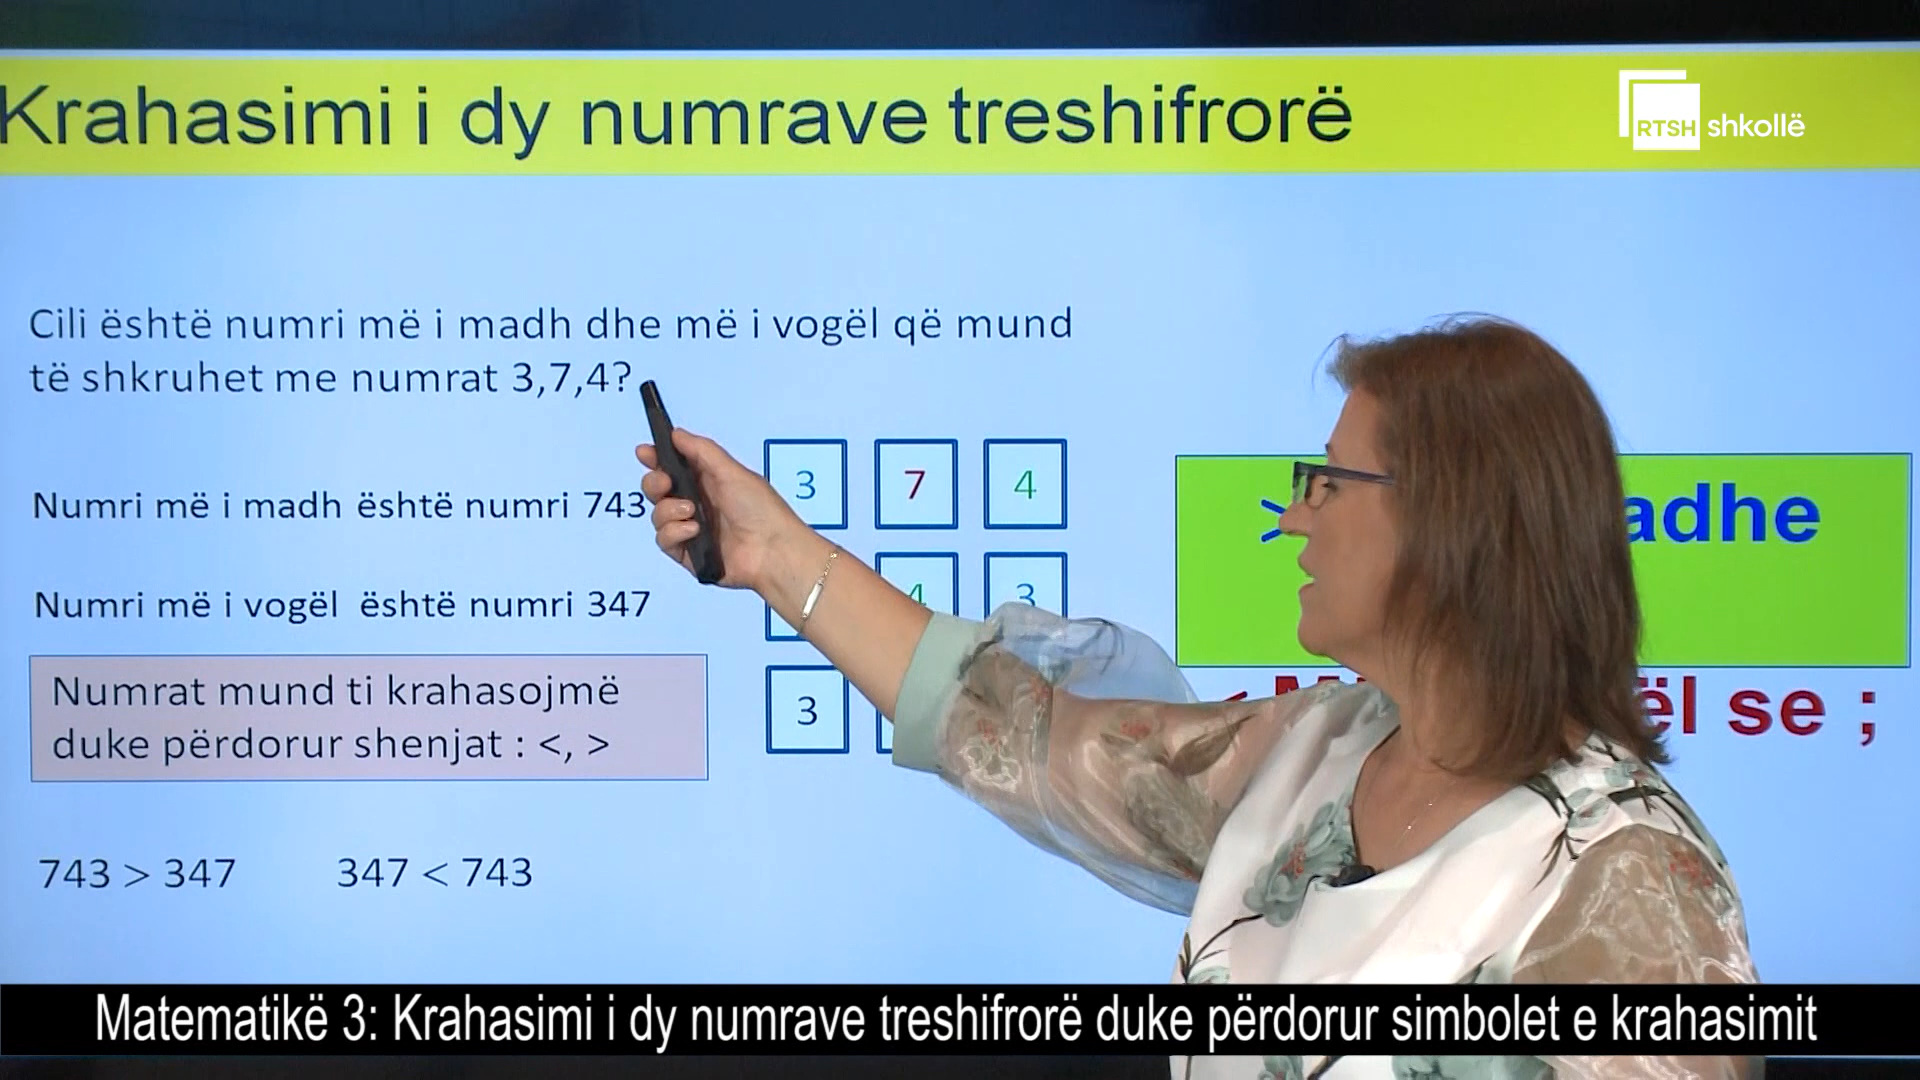 Krahasimi i dy numrave treshifrorë
RTSH shkollë
Cili është numri më i madh dhe më i vogël që mund
të shkruhet me numrat 3,7,4?
3 7 4
Numri më i madh është numri 743
4 3
Numri më i vogël është numri 347
3
Numrat mund ti krahasojmë
duke përdorur shenjat : <, >
743 > 347 347 < 743
>
se ;
Matematikë 3: Krahasimi i dy numrave treshifrorë duke përdorur simbolet e krahasimit